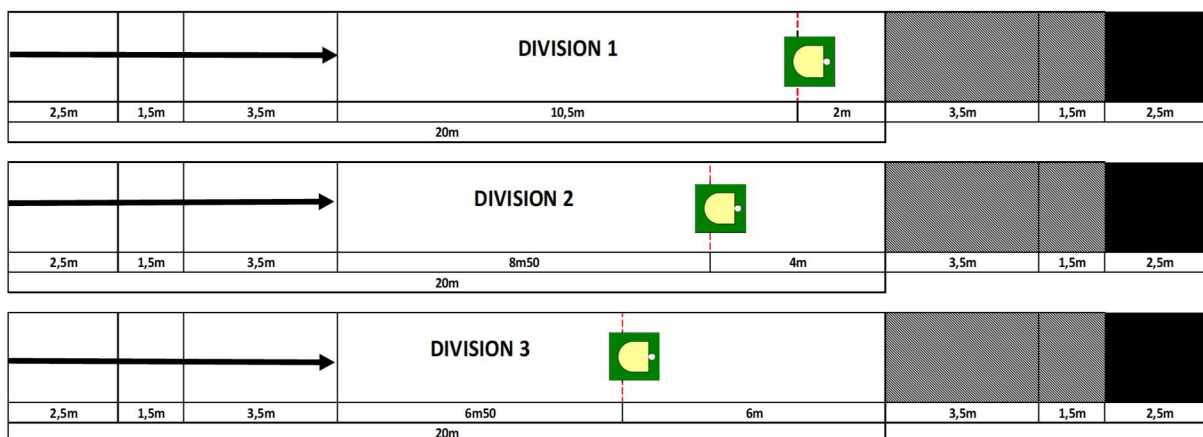 DIVISION 1
2,5m 1,5m 3,5m 10,5m 2m 3,5m 1,5m 2,5m
20m
DIVISION 2
2,5m 1,5m 3,5m 8m50 4m 3,5m 1,5m 2,5m
20m
DIVISION 3
2,5m 1,5m 3,5m 6m50 6m 3,5m 1,5m 2,5m
20m